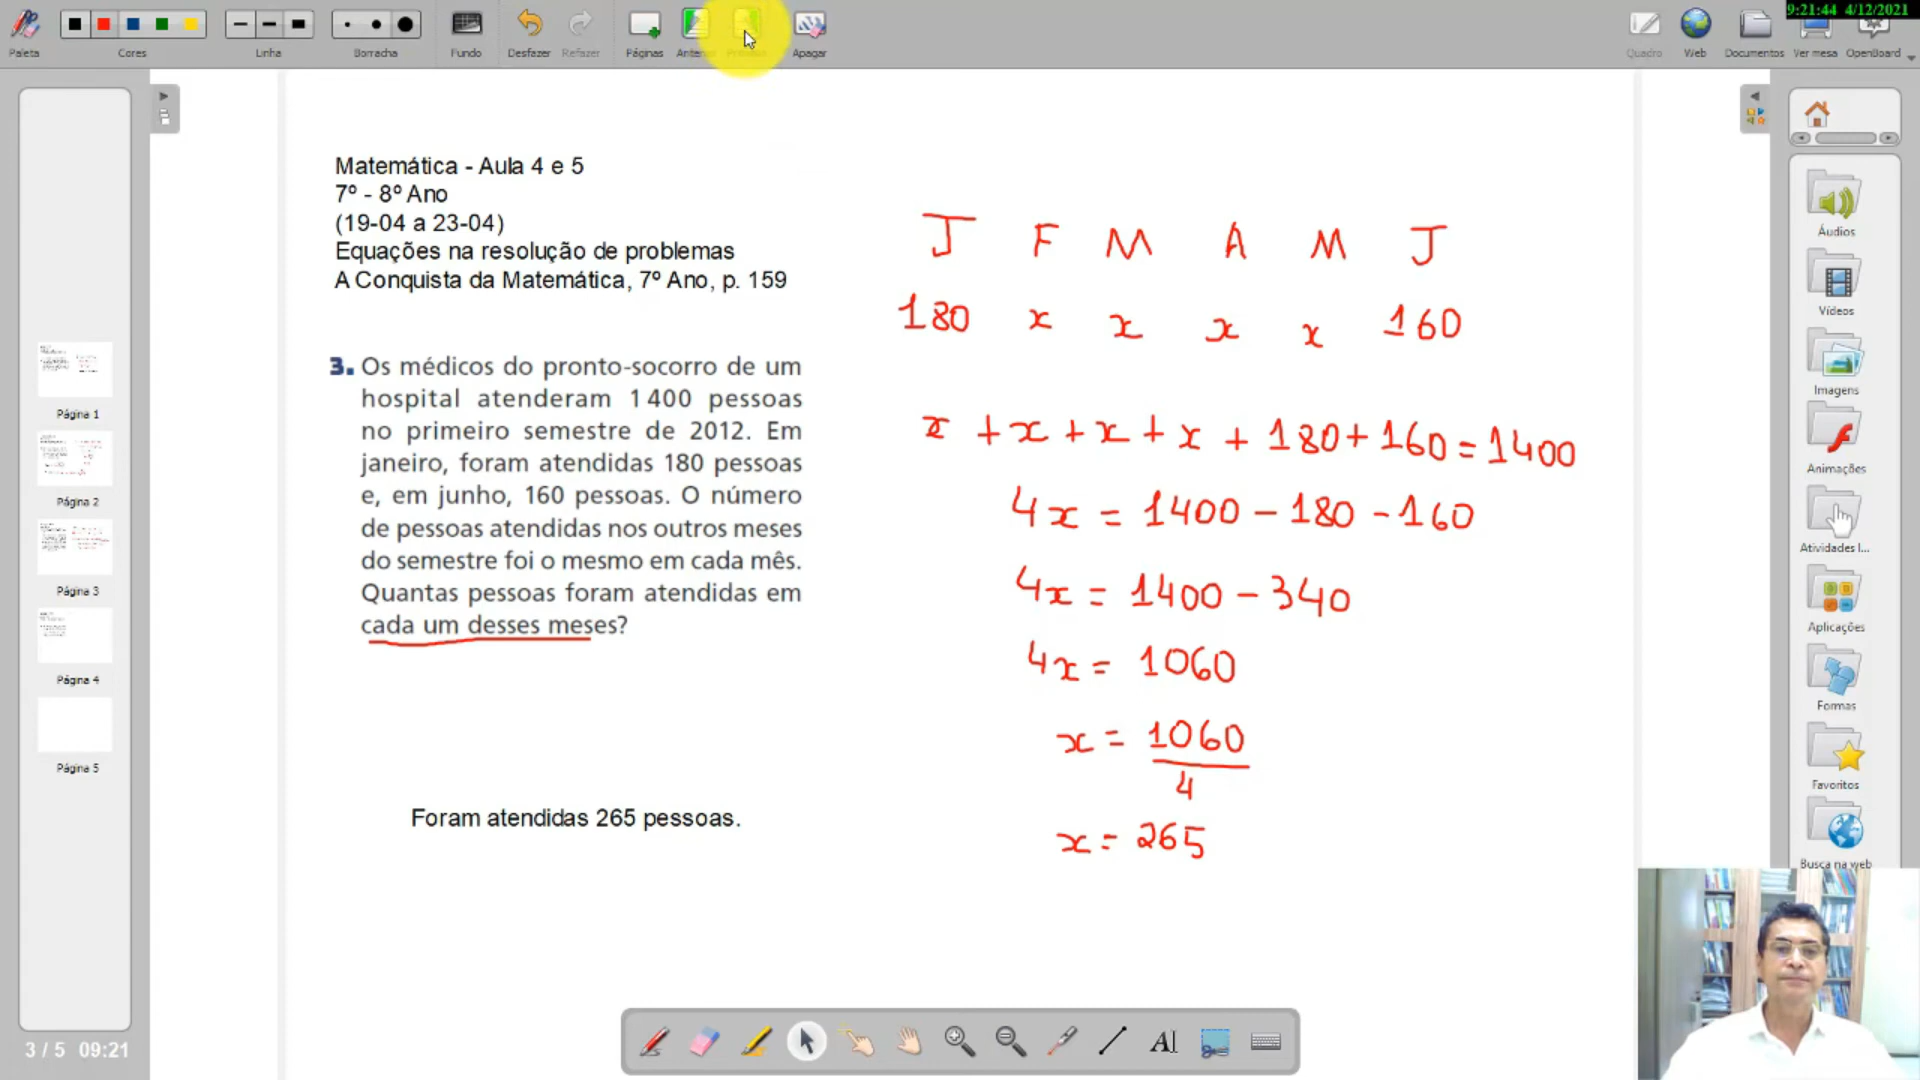 9:21:44 4/12/2021
Paleta
Cores
Linha
Borracha
Fundo
Desfazer
Refazer
Páginas
Apagar
Quadro
Web
Documentos
Ver mesa
OpenBoard
Matemática - Aula 4 e 5
7º - 8º Ano
(19-04 a 23-04)
Equações na resolução de problemas
A Conquista da Matemática, 7º Ano, p. 159
3. Os médicos do pronto-socorro de um
hospital atenderam 1 400 pessoas
no primeiro semestre de 2012. Em
janeiro, foram atendidas 180 pessoas
e, em junho, 160 pessoas. O número
de pessoas atendidas nos outros meses
do semestre foi o mesmo em cada mês.
Quantas pessoas foram atendidas em
cada um desses meses?
Foram atendidas 265 pessoas.
J F M A M J
180 x x x x 160
x + x + x + x + 180 + 160 = 1400
4x = 1400 - 180 - 160
4x = 1400 - 340
4x = 1060
x = 1060
4
x = 265
Página 1
Página 2
Página 3
Página 4
Página 5
3 / 5 09:21
Áudios
Vídeos
Imagens
Animações
Atividades I...
Aplicações
Formas
Favoritos
Busca na web
AI